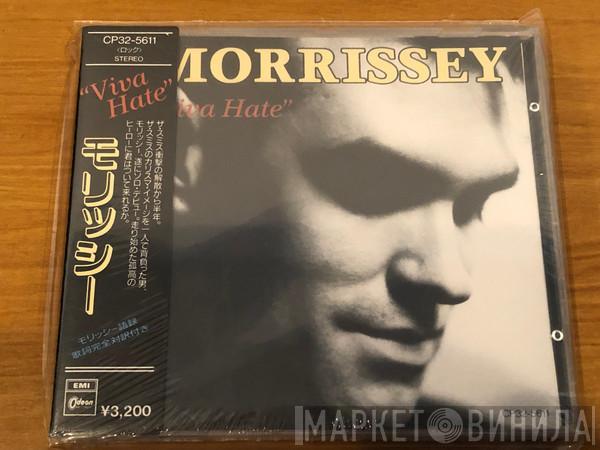 CP32-5611
〈ロック〉
STEREO
"Viva
Hate"
モリッシー
ザ・スミス衝撃の解散から半年。
ザ・スミスのカリスマ・イメージを一人で背負った男、
モリッシー、遂にソロ・デビュー。走り始めた孤高の
ヒーローに君はついて来れるか。
モリッシー語録
歌詞完全対訳付き
EMI
Odeon
¥3,200
MORRISSEY
Viva Hate"
CP32-5611
МАРКЕТ ВИНИЛА